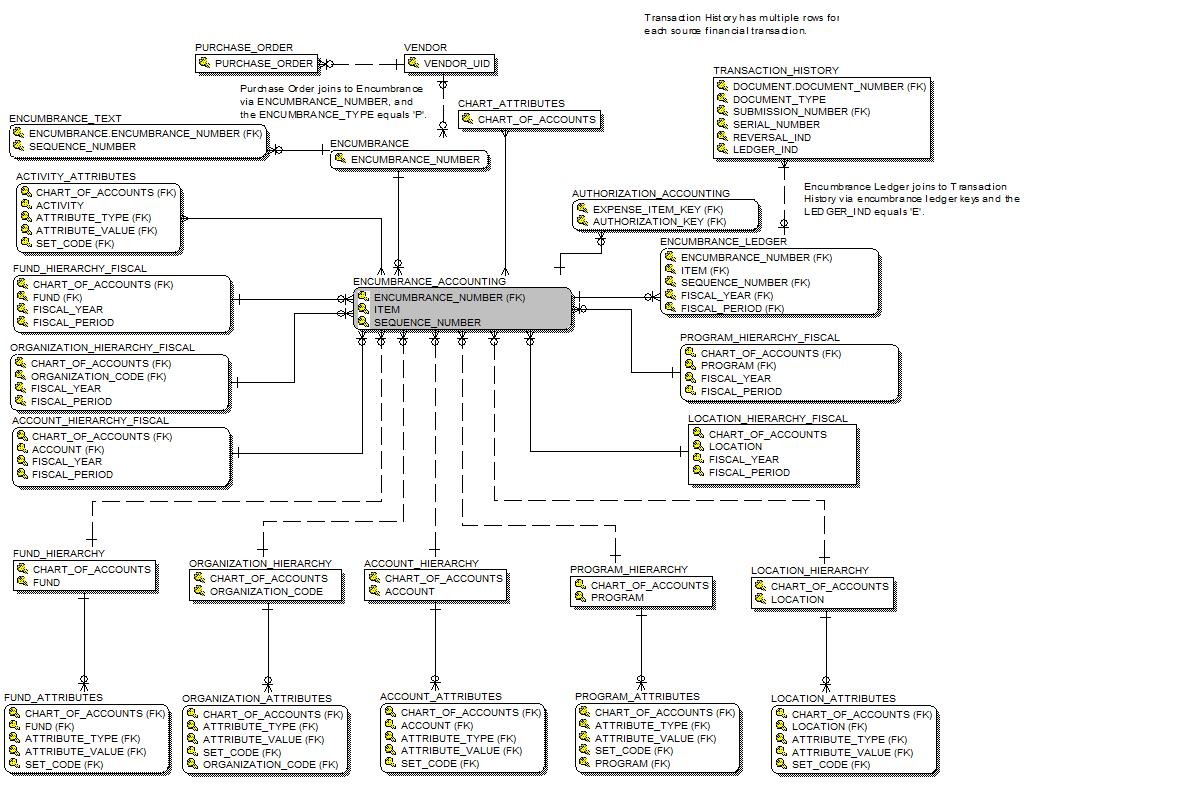 Transaction History has multiple rows for
each source financial transaction.
PURCHASE_ORDER
PURCHASE_ORDER
VENDOR
VENDOR_UID
Purchase Order joins to Encumbrance
via ENCUMBRANCE_NUMBER, and
the ENCUMBRANCE_TYPE equals 'P'.
TRANSACTION_HISTORY
DOCUMENT.DOCUMENT_NUMBER (FK)
DOCUMENT_TYPE
SUBMISSION_NUMBER (FK)
SERIAL_NUMBER
REVERSAL_IND
LEDGER_IND
CHART_ATTRIBUTES
CHART_OF_ACCOUNTS
ENCUMBRANCE_TEXT
ENCUMBRANCE.ENCUMBRANCE_NUMBER (FK)
SEQUENCE_NUMBER
ENCUMBRANCE
ENCUMBRANCE_NUMBER
ACTIVITY_ATTRIBUTES
CHART_OF_ACCOUNTS (FK)
ACTIVITY
ATTRIBUTE_TYPE (FK)
ATTRIBUTE_VALUE (FK)
SET_CODE (FK)
AUTHORIZATION_ACCOUNTING
EXPENSE_ITEM_KEY (FK)
AUTHORIZATION_KEY (FK)
Encumbrance Ledger joins to Transaction
History via encumbrance ledger keys and the
LEDGER_IND equals 'E'.
ENCUMBRANCE_LEDGER
ENCUMBRANCE_NUMBER (FK)
ITEM (FK)
SEQUENCE_NUMBER (FK)
FISCAL_YEAR (FK)
FISCAL_PERIOD (FK)
FUND_HIERARCHY_FISCAL
CHART_OF_ACCOUNTS (FK)
FUND (FK)
FISCAL_YEAR
FISCAL_PERIOD
ENCUMBRANCE_ACCOUNTING
ENCUMBRANCE_NUMBER (FK)
ITEM
SEQUENCE_NUMBER
ORGANIZATION_HIERARCHY_FISCAL
CHART_OF_ACCOUNTS (FK)
ORGANIZATION_CODE (FK)
FISCAL_YEAR
FISCAL_PERIOD
PROGRAM_HIERARCHY_FISCAL
CHART_OF_ACCOUNTS (FK)
PROGRAM (FK)
FISCAL_YEAR
FISCAL_PERIOD
ACCOUNT_HIERARCHY_FISCAL
CHART_OF_ACCOUNTS (FK)
ACCOUNT (FK)
FISCAL_YEAR
FISCAL_PERIOD
LOCATION_HIERARCHY_FISCAL
CHART_OF_ACCOUNTS
LOCATION
FISCAL_YEAR
FISCAL_PERIOD
FUND_HIERARCHY
CHART_OF_ACCOUNTS
FUND
ORGANIZATION_HIERARCHY
CHART_OF_ACCOUNTS
ORGANIZATION_CODE
ACCOUNT_HIERARCHY
CHART_OF_ACCOUNTS
ACCOUNT
PROGRAM_HIERARCHY
CHART_OF_ACCOUNTS
PROGRAM
LOCATION_HIERARCHY
CHART_OF_ACCOUNTS
LOCATION
FUND_ATTRIBUTES
CHART_OF_ACCOUNTS (FK)
FUND (FK)
ATTRIBUTE_TYPE (FK)
ATTRIBUTE_VALUE (FK)
SET_CODE (FK)
ORGANIZATION_ATTRIBUTES
CHART_OF_ACCOUNTS (FK)
ATTRIBUTE_TYPE (FK)
ATTRIBUTE_VALUE (FK)
SET_CODE (FK)
ORGANIZATION_CODE (FK)
ACCOUNT_ATTRIBUTES
CHART_OF_ACCOUNTS (FK)
ACCOUNT (FK)
ATTRIBUTE_TYPE (FK)
ATTRIBUTE_VALUE (FK)
SET_CODE (FK)
PROGRAM_ATTRIBUTES
CHART_OF_ACCOUNTS (FK)
ATTRIBUTE_TYPE (FK)
ATTRIBUTE_VALUE (FK)
SET_CODE (FK)
PROGRAM (FK)
LOCATION_ATTRIBUTES
CHART_OF_ACCOUNTS (FK)
LOCATION (FK)
ATTRIBUTE_TYPE (FK)
ATTRIBUTE_VALUE (FK)
SET_CODE (FK)